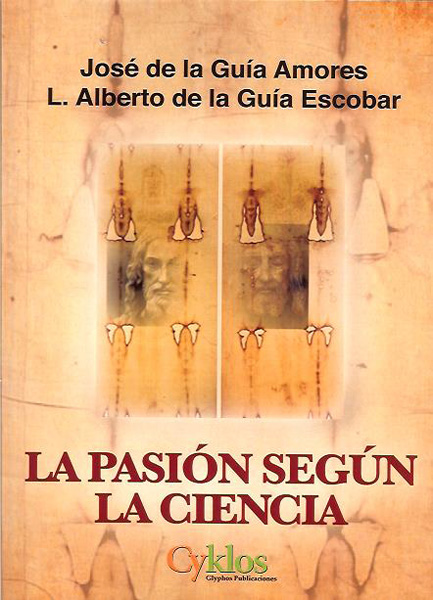 José de la Guía Amores
L. Alberto de la Guía Escobar
LA PASIÓN SEGÚN
LA CIENCIA
Cyklos
Glyphos Publicaciones